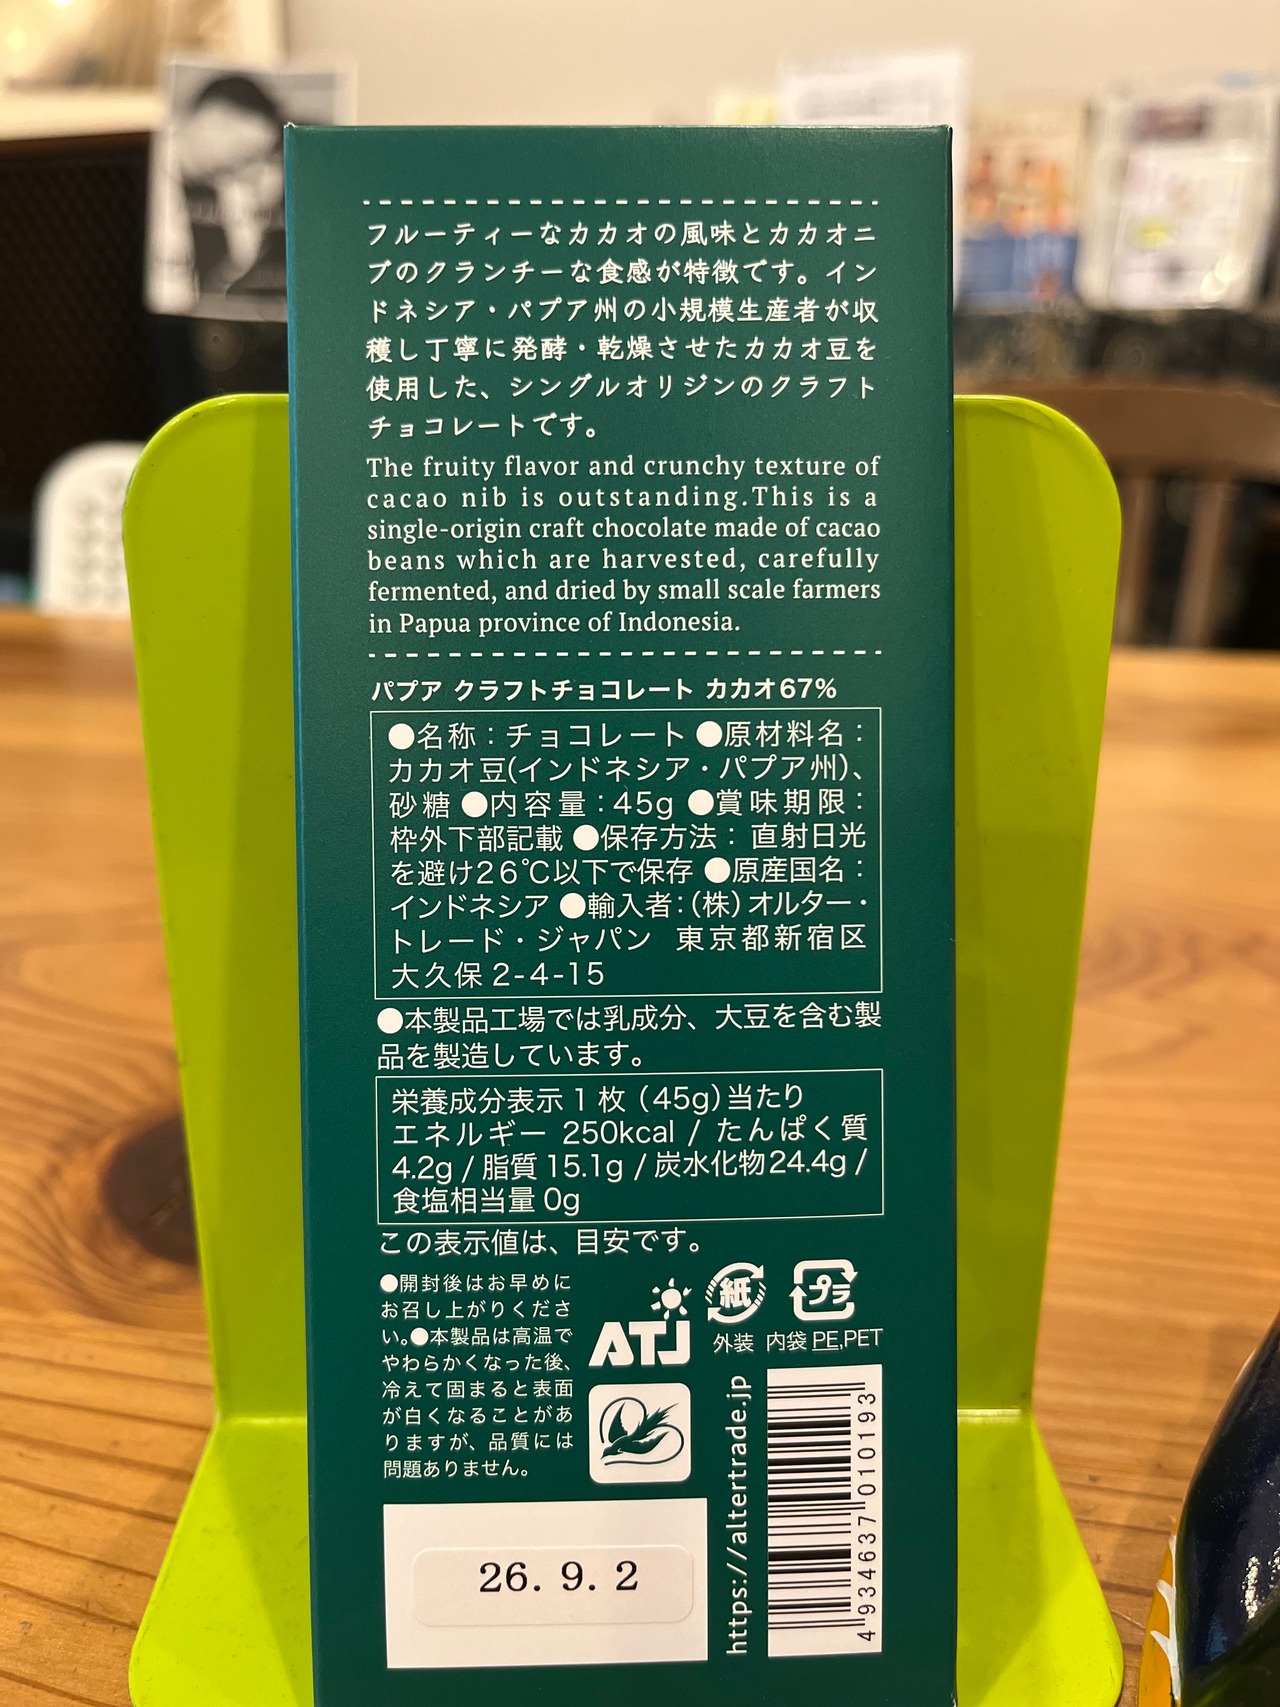 フルーティーなカカオの風味とカカオニ
ブのクランチーな食感が特徴です。イン
ドネシア・パプア州の小規模生産者が収
穫し丁寧に発酵・乾燥させたカカオ豆を
使用した、シングルオリジンのクラフト
チョコレートです。
The fruity flavor and crunchy texture of
cacao nib is outstanding.This is a
single-origin craft chocolate made of cacao
beans which are harvested, carefully
fermented, and dried by small scale farmers
in Papua province of Indonesia.
パプア クラフトチョコレート カカオ67%
●名称：チョコレート ●原材料名：
カカオ豆(インドネシア・パプア州)、
砂糖 ●内容量：45g ●賞味期限：
枠外下部記載 ●保存方法：直射日光
を避け26℃以下で保存 ●原産国名：
インドネシア ●輸入者：(株)オルター・
トレード・ジャパン 東京都新宿区
大久保 2-4-15
●本製品工場では乳成分、大豆を含む製
品を製造しています。
栄養成分表示 1 枚（45g）当たり
エネルギー 250kcal / たんぱく質
4.2g / 脂質 15.1g / 炭水化物24.4g /
食塩相当量 0g
この表示値は、目安です。
●開封後はお早めに
お召し上がりくださ
い。●本製品は高温で
やわらかくなった後、
冷えて固まると表面
が白くなることがあ
りますが、品質には
問題ありません。
ATJ
紙
外装
プラ
内袋 PE,PET
https://altertrade.jp
4934637010193
26. 9. 2